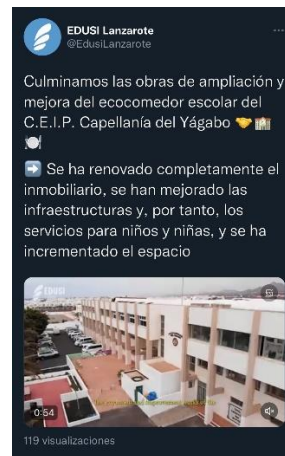 EDUSI Lanzarote
@EdusiLanzarote
Culminamos las obras de ampliación y
mejora del ecocomedor escolar del
C.E.I.P. Capellanía del Yágabo 🤝🏫
🍽️
➡️ Se ha renovado completamente el
inmobiliario, se han mejorado las
infraestructuras y, por tanto, los
servicios para niños y niñas, y se ha
incrementado el espacio
EDUSI
0:54
119 visualizaciones